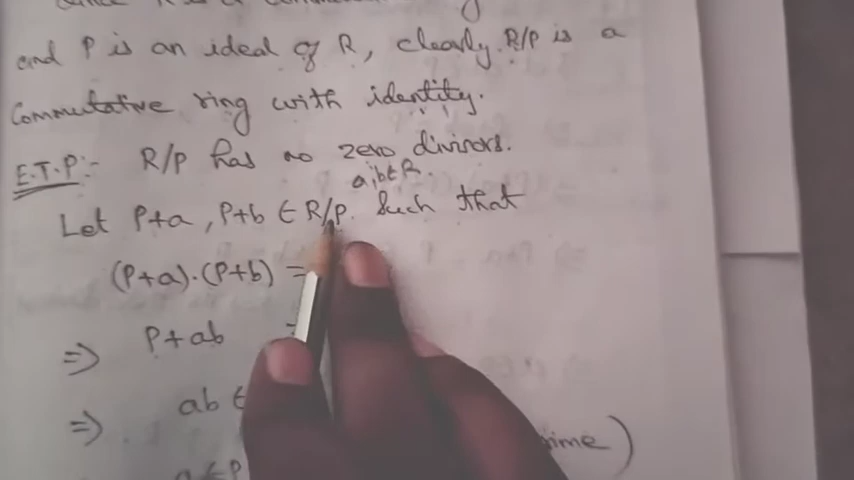 and P is an ideal of R, clearly R/P is a
Commutative ring with identity.
E.T.P:- R/P has no zero divisors.
a,b∈R.
Let P+a, P+b ∈ R/P. Such that
(P+a).(P+b) =
=> P+ab =
=> ab ∈
a∈P